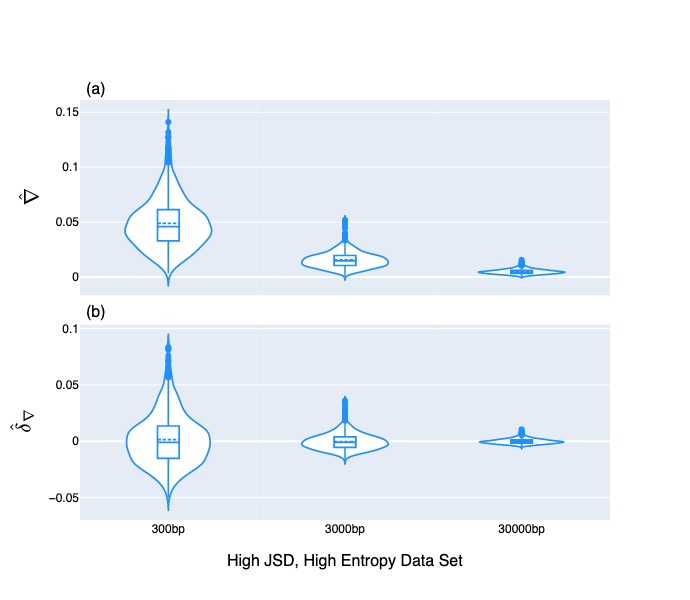 (a)
0.15
0.1
0.05
0
∇̂
(b)
0.1
0.05
0
−0.05
δ̂∇
300bp 3000bp 30000bp
High JSD, High Entropy Data Set